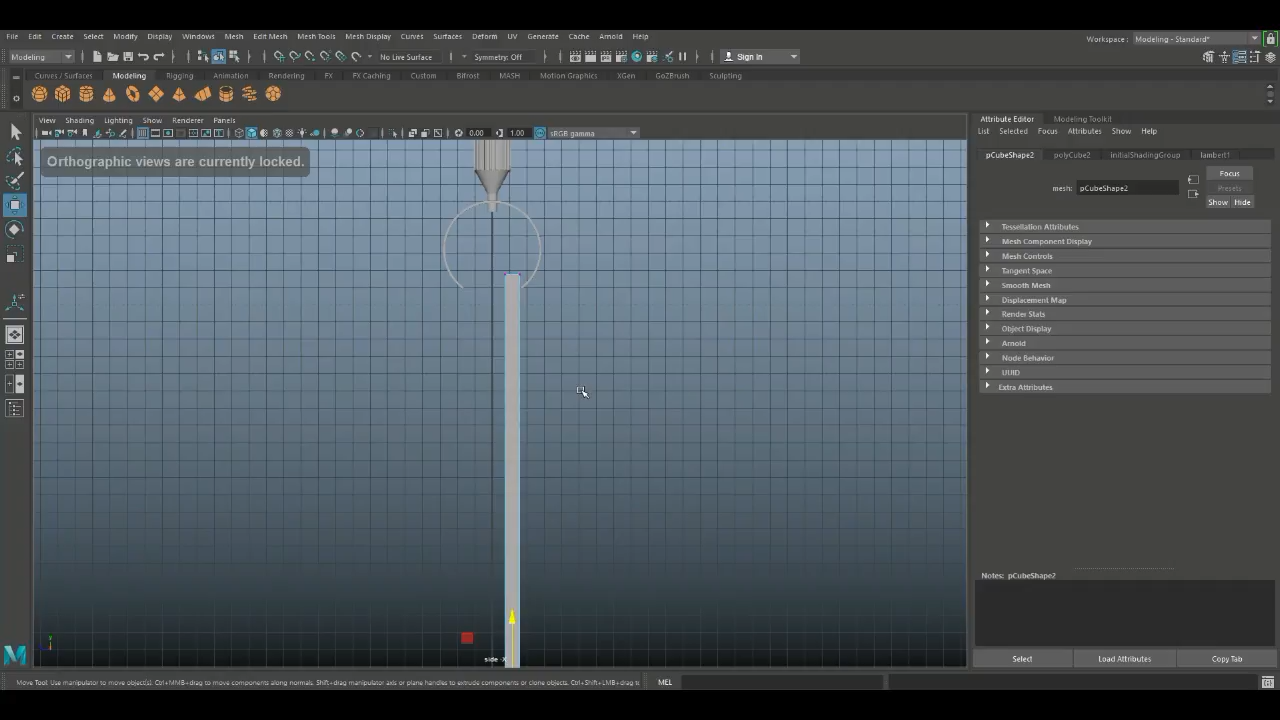 File Edit Create Select Modify Display Windows Mesh Edit Mesh Mesh Tools Mesh Display Curves Surfaces Deform UV Generate Cache Arnold Help
Workspace : Modeling - Standard*
Modeling No Live Surface Symmetry: Off Sign In
Curves / Surfaces Modeling Rigging Animation Rendering FX FX Caching Custom Bifrost MASH Motion Graphics XGen GoZBrush Sculpting
View Shading Lighting Show Renderer Panels
0.00 1.00 sRGB gamma
Orthographic views are currently locked.
side -X
y
Attribute Editor Modeling Toolkit
List Selected Focus Attributes Show Help
pCubeShape2 polyCube2 initialShadingGroup lambert1
Focus
mesh: pCubeShape2 Presets
Show Hide
Tessellation Attributes
Mesh Component Display
Mesh Controls
Tangent Space
Smooth Mesh
Displacement Map
Render Stats
Object Display
Arnold
Node Behavior
UUID
Extra Attributes
Notes: pCubeShape2
Select Load Attributes Copy Tab
Move Tool: Use manipulator to move object(s). Ctrl+MMB+drag to move components along normals. Shift+drag manipulator axis or plane handles to extrude components or clone objects. Ctrl+Shift+LMB+drag to
MEL